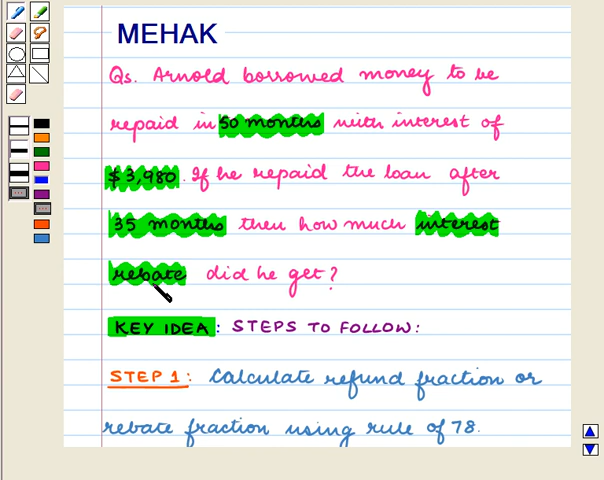 MEHAK
Qs. Arnold borrowed money to be
repaid in 50 months with interest of
$3,980. If he repaid the loan after
35 months then how much interest
rebate did he get?
KEY IDEA: STEPS TO FOLLOW:
STEP 1: Calculate refund fraction or
rebate fraction using rule of 78.